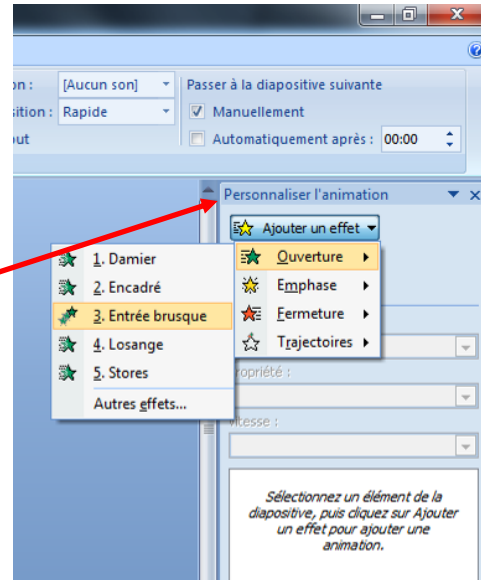 on : [Aucun son] Passer à la diapositive suivante
sition : Rapide Manuellement
out Automatiquement après : 00:00
Personnaliser l'animation
Ajouter un effet
Ouverture
Emphase
Fermeture
Trajectoires
1. Damier
2. Encadré
3. Entrée brusque
4. Losange
5. Stores
Autres effets...
ropriété :
vitesse :
Sélectionnez un élément de la
diapositive, puis cliquez sur Ajouter
un effet pour ajouter une
animation.